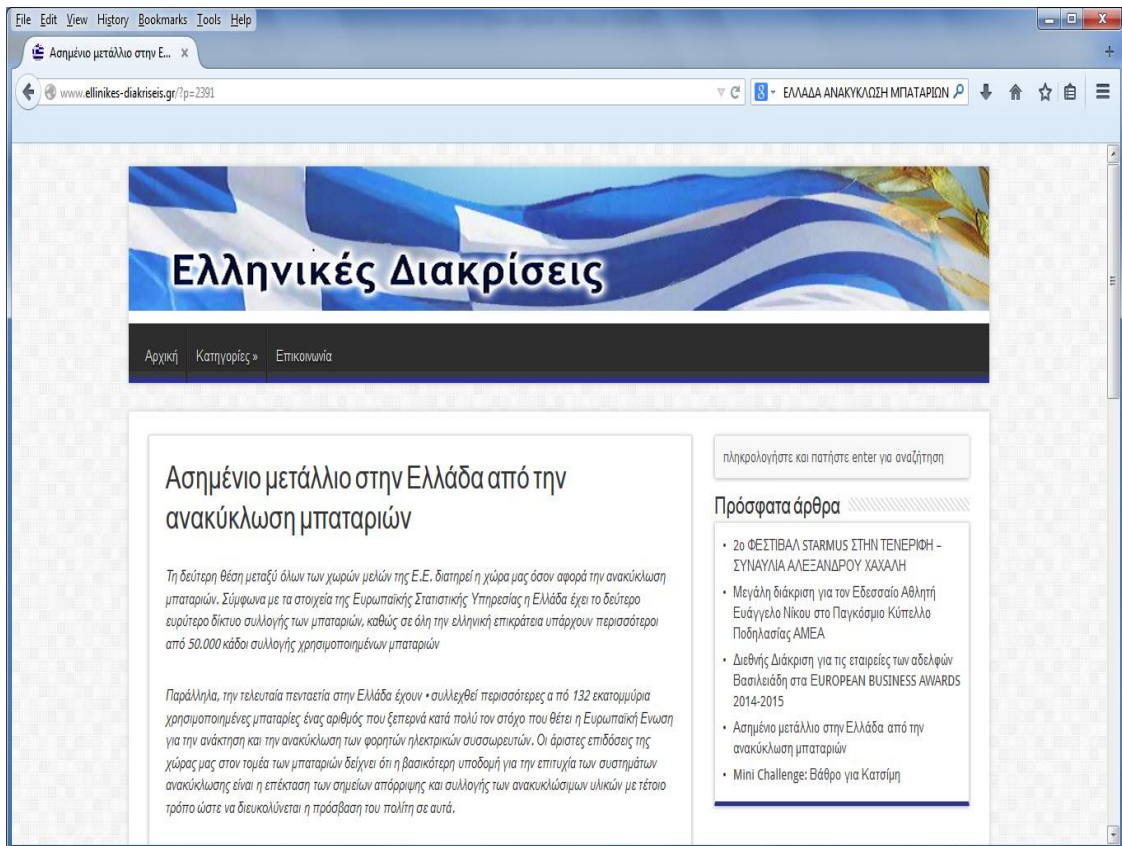 File Edit View History Bookmarks Tools Help
Ασημένιο μετάλλιο στην Ε... ×
www.ellinikes-diakriseis.gr/?p=2391
ΕΛΛΑΔΑ ΑΝΑΚΥΚΛΩΣΗ ΜΠΑΤΑΡΙΩΝ
Ελληνικές Διακρίσεις
Αρχική Κατηγορίες » Επικοινωνία
Ασημένιο μετάλλιο στην Ελλάδα από την
ανακύκλωση μπαταριών
Τη δεύτερη θέση μεταξύ όλων των χωρών μελών της Ε.Ε. διατηρεί η χώρα μας όσον αφορά την ανακύκλωση
μπαταριών. Σύμφωνα με τα στοιχεία της Ευρωπαϊκής Στατιστικής Υπηρεσίας η Ελλάδα έχει το δεύτερο
ευρύτερο δίκτυο συλλογής των μπαταριών, καθώς σε όλη την ελληνική επικράτεια υπάρχουν περισσότεροι
από 50.000 κάδοι συλλογής χρησιμοποιημένων μπαταριών
Παράλληλα, την τελευταία πενταετία στην Ελλάδα έχουν • συλλεχθεί περισσότερες α πό 132 εκατομμύρια
χρησιμοποιημένες μπαταρίες ένας αριθμός που ξεπερνά κατά πολύ τον στόχο που θέτει η Ευρωπαϊκή Ενωση
για την ανάκτηση και την ανακύκλωση των φορητών ηλεκτρικών συσσωρευτών. Οι άριστες επιδόσεις της
χώρας μας στον τομέα των μπαταριών δείχνει ότι η βασικότερη υποδομή για την επιτυχία των συστημάτων
ανακύκλωσης είναι η επέκταση των σημείων απόρριψης και συλλογής των ανακυκλώσιμων υλικών με τέτοιο
τρόπο ώστε να διευκολύνεται η πρόσβαση του πολίτη σε αυτά.
πληκρολογήστε και πατήστε enter για αναζήτηση
Πρόσφατα άρθρα
• 2ο ΦΕΣΤΙΒΑΛ STARMUS ΣΤΗΝ ΤΕΝΕΡΙΦΗ –
ΣΥΝΑΥΛΙΑ ΑΛΕΞΑΝΔΡΟΥ ΧΑΧΑΛΗ
• Μεγάλη διάκριση για τον Εδεσσαίο Αθλητή
Ευάγγελο Νίκου στο Παγκόσμιο Κύπελλο
Ποδηλασίας ΑΜΕΑ
• Διεθνής Διάκριση για τις εταιρείες των αδελφών
Βασιλειάδη στα EUROPEAN BUSINESS AWARDS
2014-2015
• Ασημένιο μετάλλιο στην Ελλάδα από την
ανακύκλωση μπαταριών
• Mini Challenge: Βάθρο για Κατσίμη